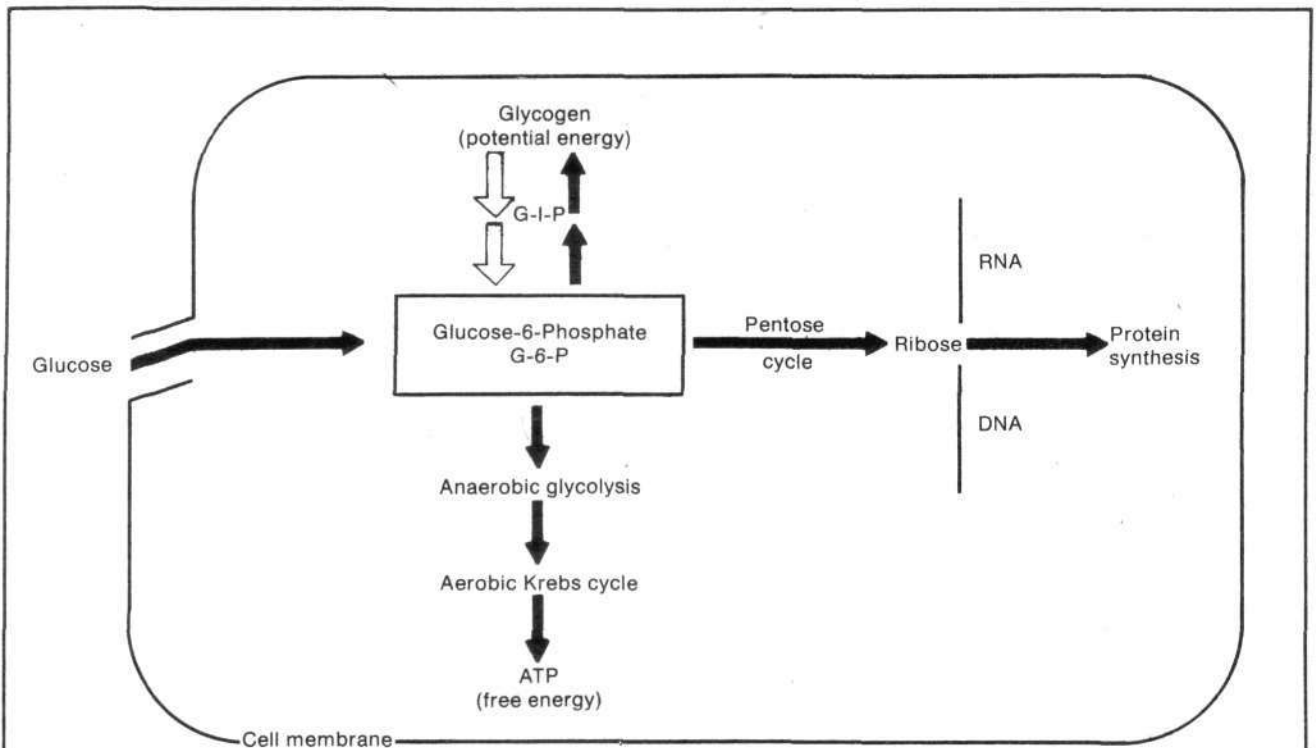 Glycogen
(potential energy)
G-I-P
RNA
Glucose-6-Phosphate
G-6-P
Pentose
cycle
Ribose
Protein
synthesis
Glucose
DNA
Anaerobic glycolysis
Aerobic Krebs cycle
ATP
(free energy)
Cell membrane